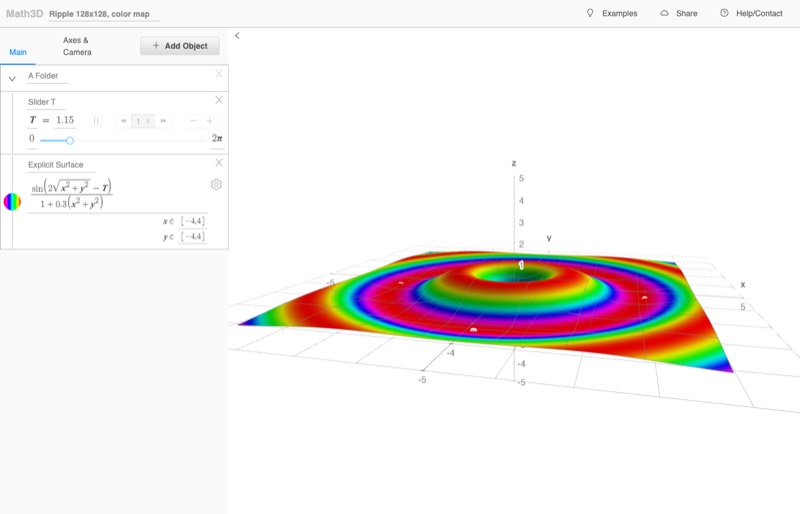 Math3D Ripple 128x128, color map Examples Share Help/Contact
Main Axes & Camera + Add Object
A Folder X
Slider T X
T = 1.15 1 X
0 2π
Explicit Surface X
sin(2√x²+y² − T)
1 + 0.3(x² + y²)
x ∈ [−4,4]
y ∈ [−4,4]
z
5
4
3
2
y
1
-5
x
5
-4
-4
-5
-5